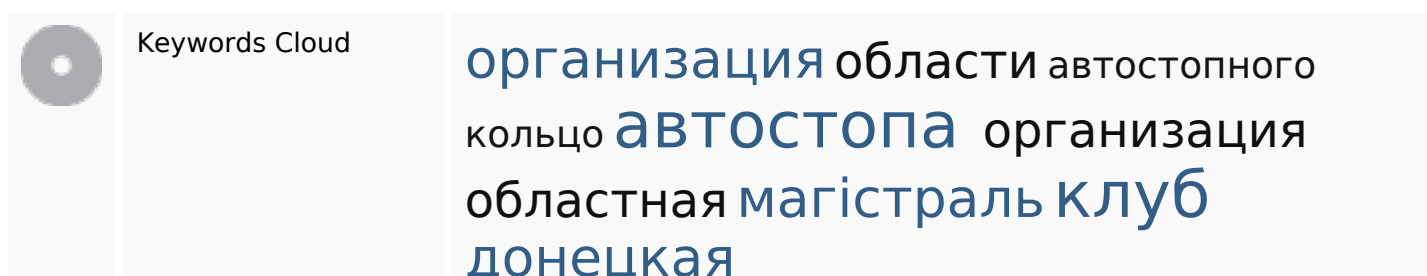 Keywords Cloud
организация области автостопного
кольцо автостопа организация
областная магістраль клуб
донецкая